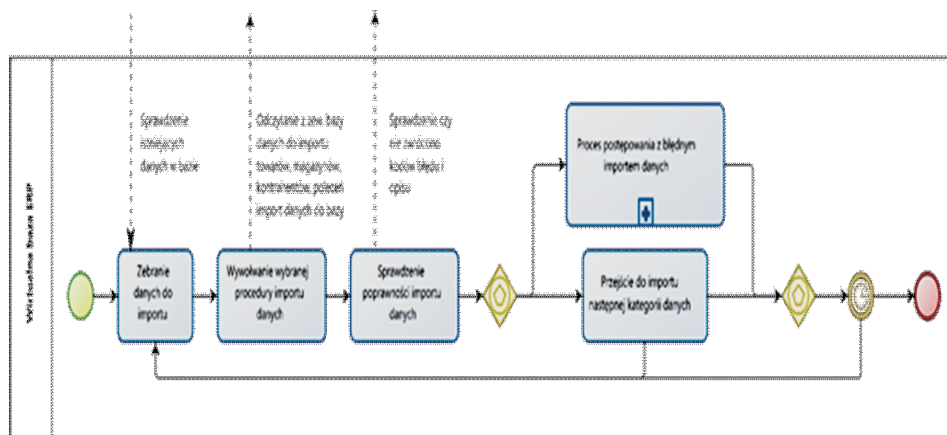 Sprawdzenie
istniejących
danych w bazie
Odczytanie z zew. bazy
danych do importu
towarów, magazynów,
kontrahentów, poleceń
import danych do bazy
Sprawdzenie czy
nie zwrócono
kodów błędu i
opisu
Proces postępowania z błędnym
importem danych
Zebranie
danych do
importu
Wywołanie wybranej
procedury importu
danych
Sprawdzenie
poprawności importu
danych
Przejście do importu
następnej kategorii danych